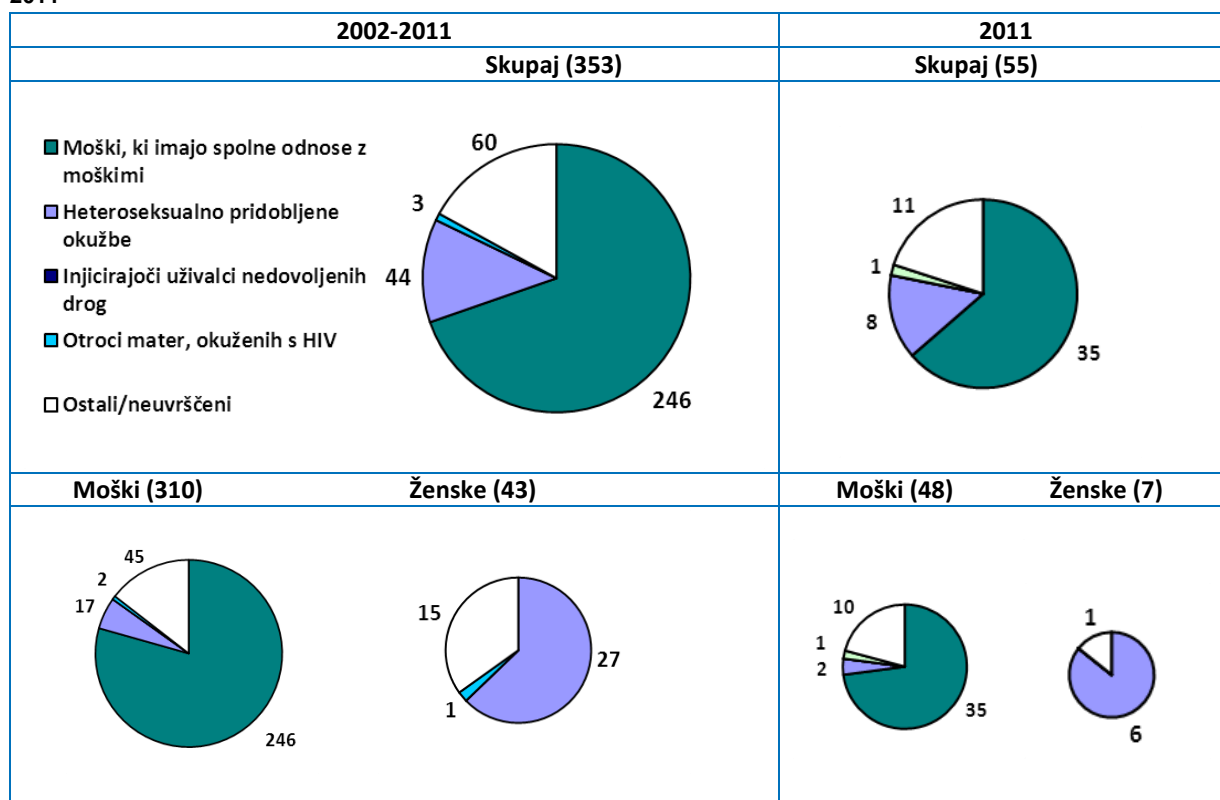 2011
2002-2011 2011
Skupaj (353) Skupaj (55)
Moški, ki imajo spolne odnose z
moškimi
Heteroseksualno pridobljene
okužbe
Injicirajoči uživalci nedovoljenih
drog
Otroci mater, okuženih s HIV
Ostali/neuvrščeni
60
3
44
246
11
1
8
35
Moški (310) Ženske (43) Moški (48) Ženske (7)
45
2
17
246
15
1
27
10
1
2
35
1
6